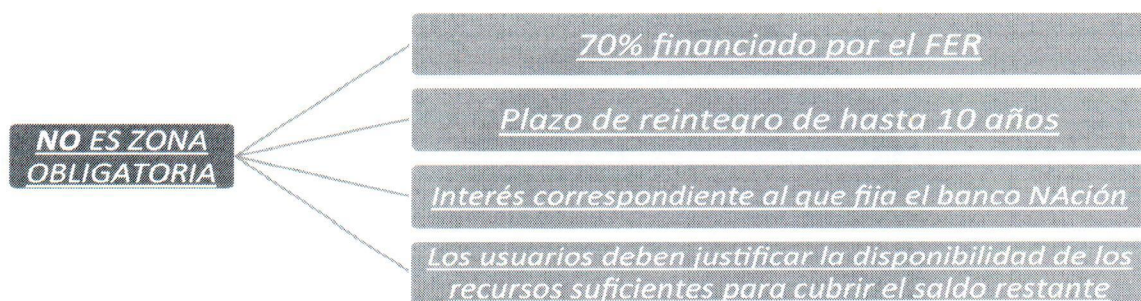 NO ES ZONA
OBLIGATORIA
70% financiado por el FER
Plazo de reintegro de hasta 10 años
Interés correspondiente al que fija el banco NAción
Los usuarios deben justificar la disponibilidad de los
recursos suficientes para cubrir el saldo restante